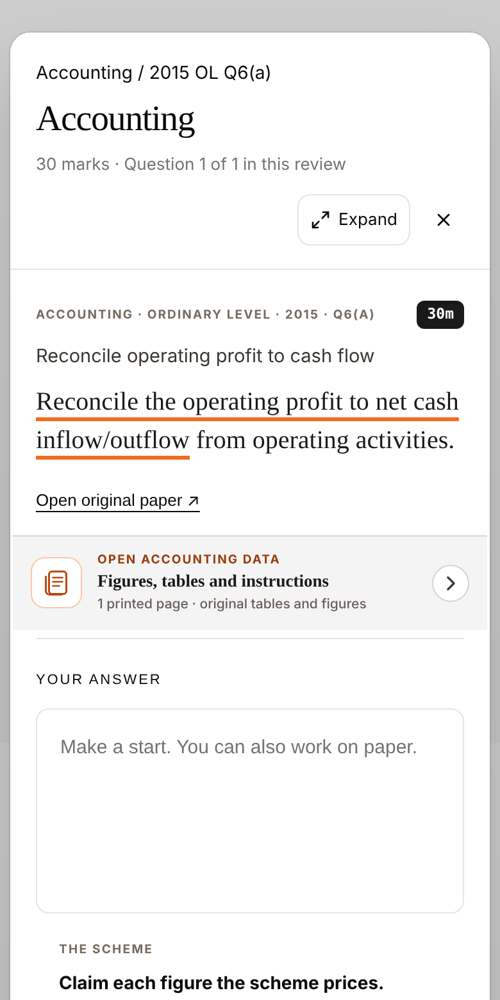 Accounting / 2015 OL Q6(a)
Accounting
30 marks · Question 1 of 1 in this review
Expand
ACCOUNTING · ORDINARY LEVEL · 2015 · Q6(A)
30m
Reconcile operating profit to cash flow
Reconcile the operating profit to net cash
inflow/outflow from operating activities.
Open original paper ↗
OPEN ACCOUNTING DATA
Figures, tables and instructions
1 printed page · original tables and figures
YOUR ANSWER
Make a start. You can also work on paper.
THE SCHEME
Claim each figure the scheme prices.